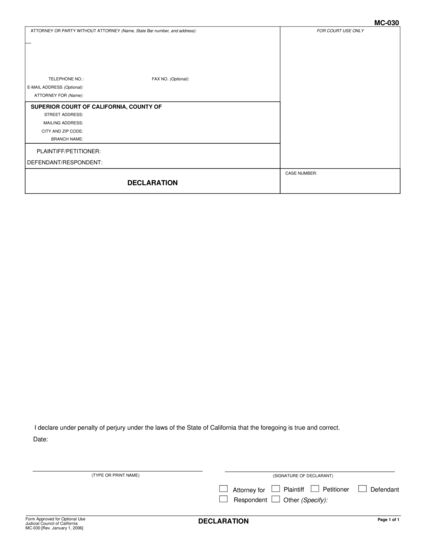 MC-030
ATTORNEY OR PARTY WITHOUT ATTORNEY (Name, State Bar number, and address):
FOR COURT USE ONLY
TELEPHONE NO.: FAX NO. (Optional):
E-MAIL ADDRESS (Optional):
ATTORNEY FOR (Name):
SUPERIOR COURT OF CALIFORNIA, COUNTY OF
STREET ADDRESS:
MAILING ADDRESS:
CITY AND ZIP CODE:
BRANCH NAME:
PLAINTIFF/PETITIONER:
DEFENDANT/RESPONDENT:
CASE NUMBER:
DECLARATION
I declare under penalty of perjury under the laws of the State of California that the foregoing is true and correct.
Date:
(TYPE OR PRINT NAME) (SIGNATURE OF DECLARANT)
Attorney for Plaintiff Petitioner Defendant
Respondent Other (Specify):
Form Approved for Optional Use
Judicial Council of California
MC-030 [Rev. January 1, 2006]
DECLARATION
Page 1 of 1